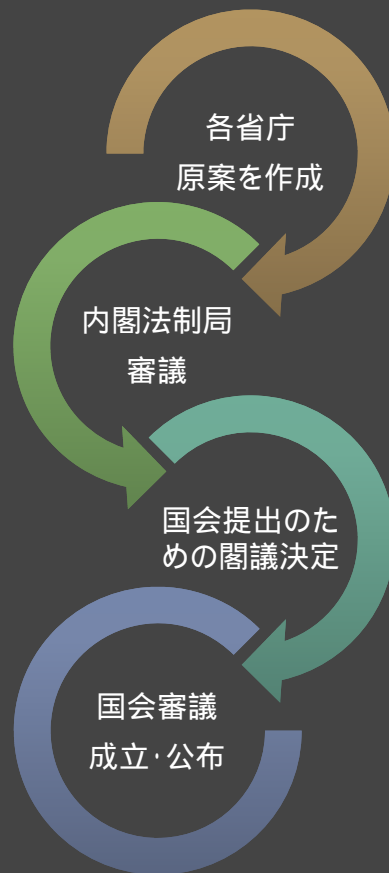 各省庁
原案を作成
内閣法制局
審議
国会提出のた
めの閣議決定
国会審議
成立・公布